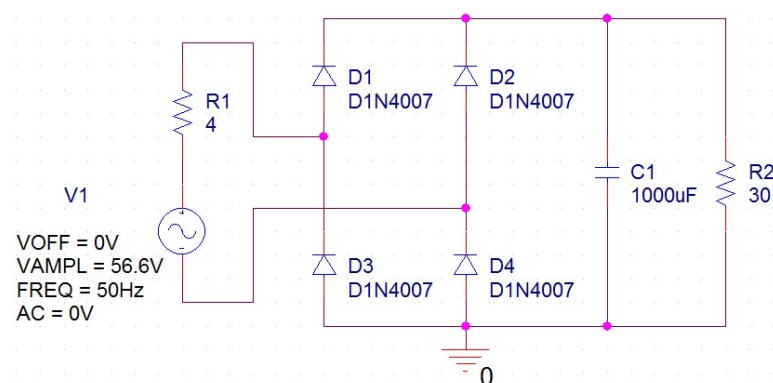 D1
D1N4007
D2
D1N4007
R1
4
C1
1000uF
R2
30
V1
VOFF = 0V
VAMPL = 56.6V
FREQ = 50Hz
AC = 0V
D3
D1N4007
D4
D1N4007
0